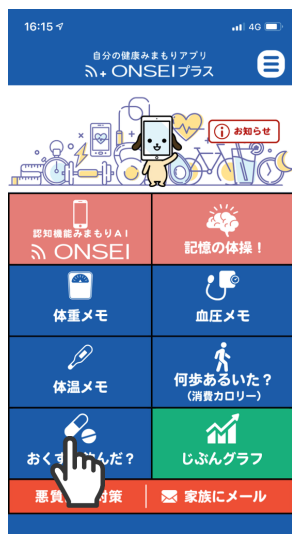 16:15
4G
自分の健康みまもりアプリ
+ ONSEIプラス
お知らせ
認知機能みまもりAI
ONSEI
記憶の体操！
体重メモ
血圧メモ
体温メモ
何歩あるいた？
(消費カロリー)
おくす
んだ？
じぶんグラフ
悪質
対策
家族にメール